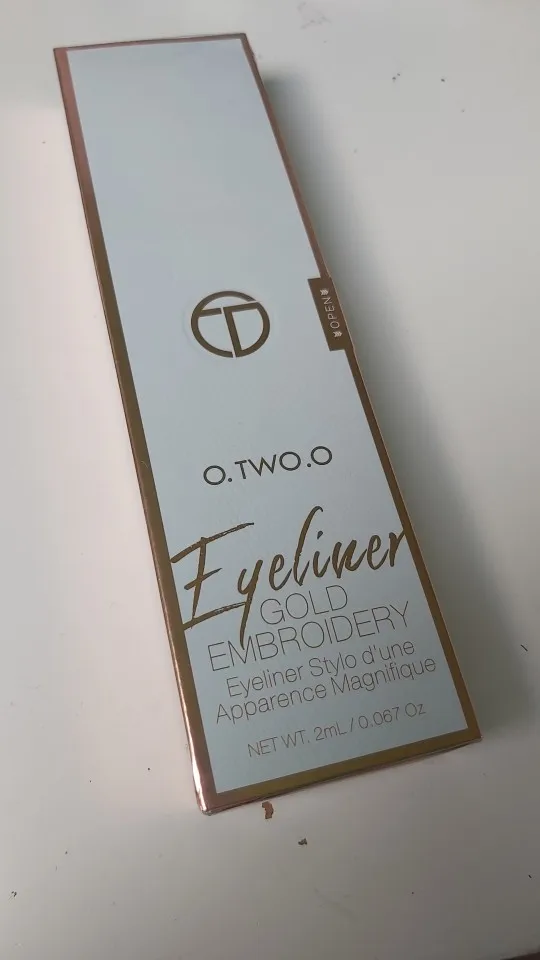 OPEN
O.TWO.O
Eyeliner
GOLD
EMBROIDERY
Eyeliner Stylo d'une
Apparence Magnifique
NET WT. 2mL / 0.067 Oz